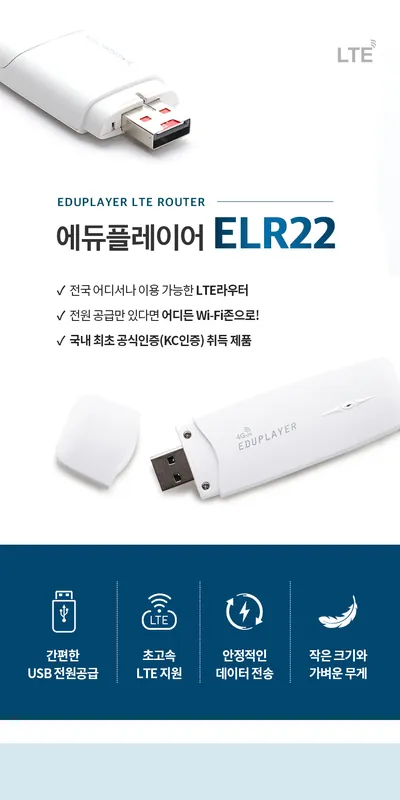 LTE
EDUPLAYER LTE ROUTER
에듀플레이어 ELR22
✓ 전국 어디서나 이용 가능한 LTE라우터
✓ 전원 공급만 있다면 어디든 Wi-Fi존으로!
✓ 국내 최초 공식인증(KC인증) 취득 제품
4G-Fi
EDUPLAYER
LTE
간편한
USB 전원공급
초고속
LTE 지원
안정적인
데이터 전송
작은 크기와
가벼운 무게